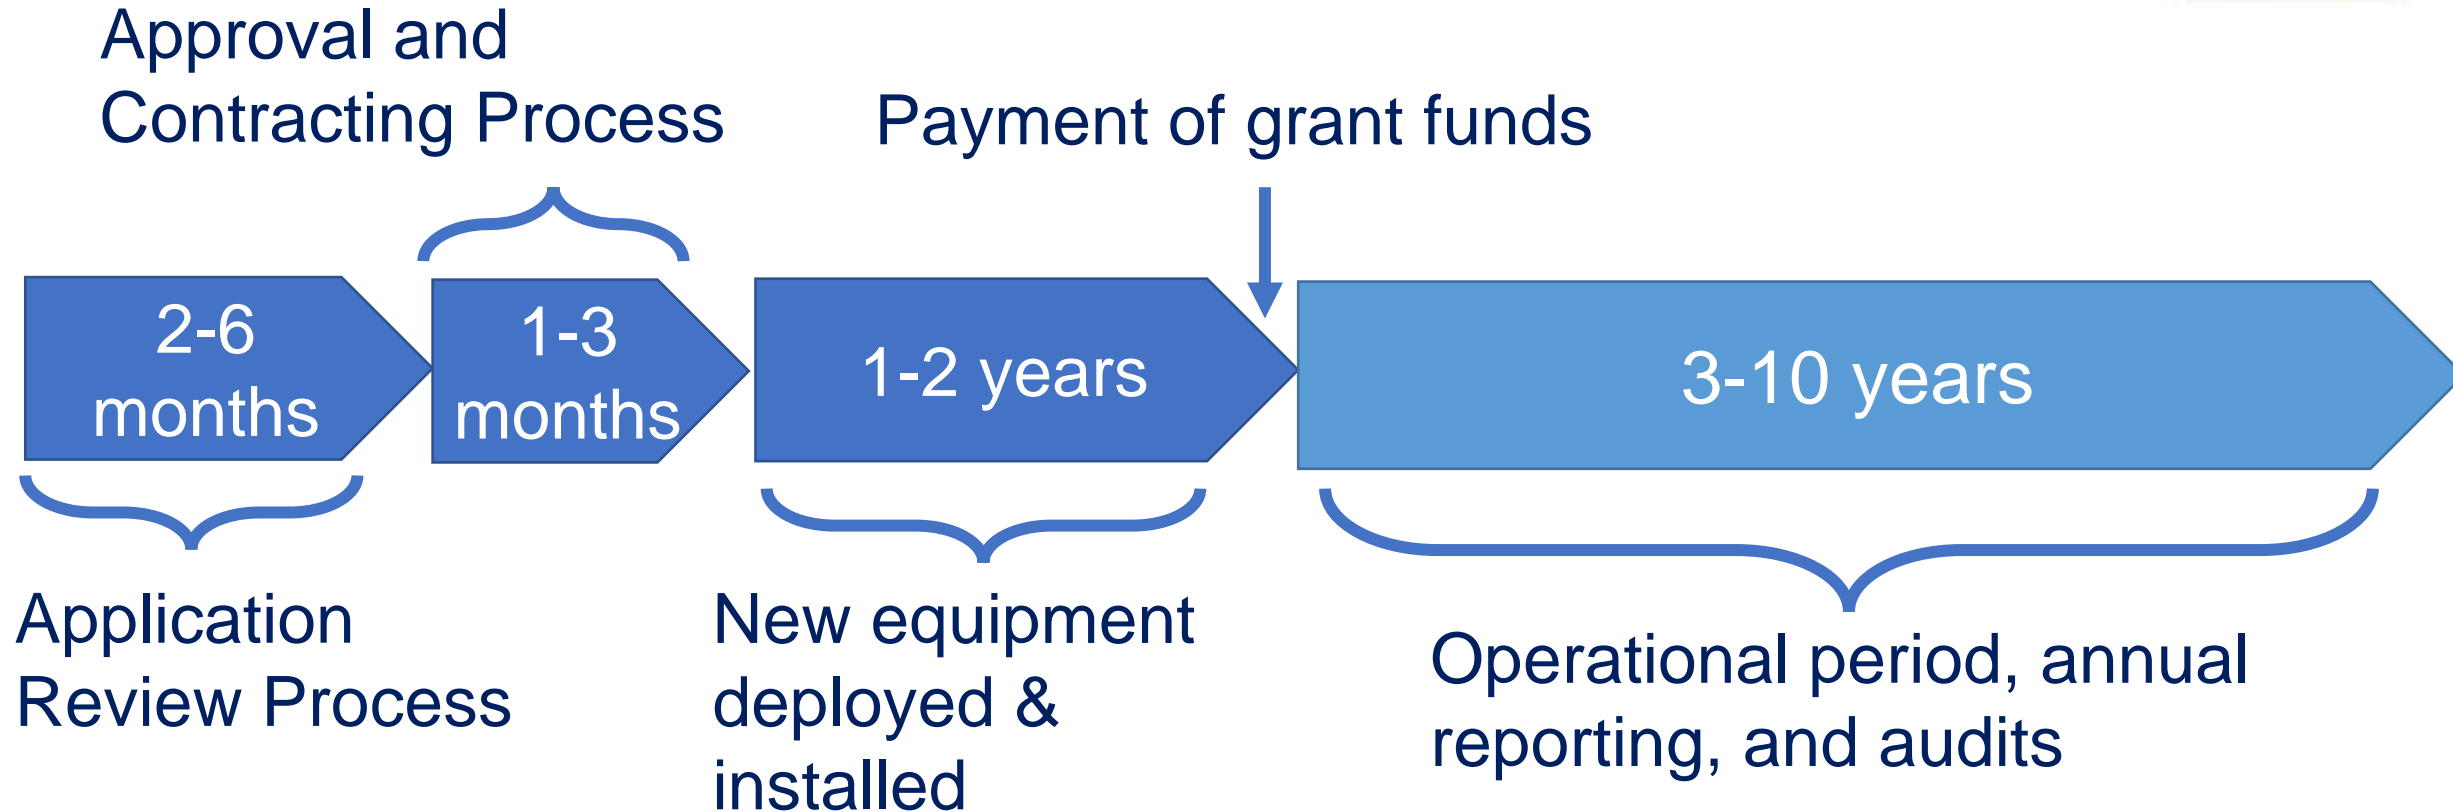 Approval and
Contracting Process
Payment of grant funds
2-6
months
1-3
months
1-2 years
3-10 years
Application
Review Process
New equipment
deployed &
installed
Operational period, annual
reporting, and audits